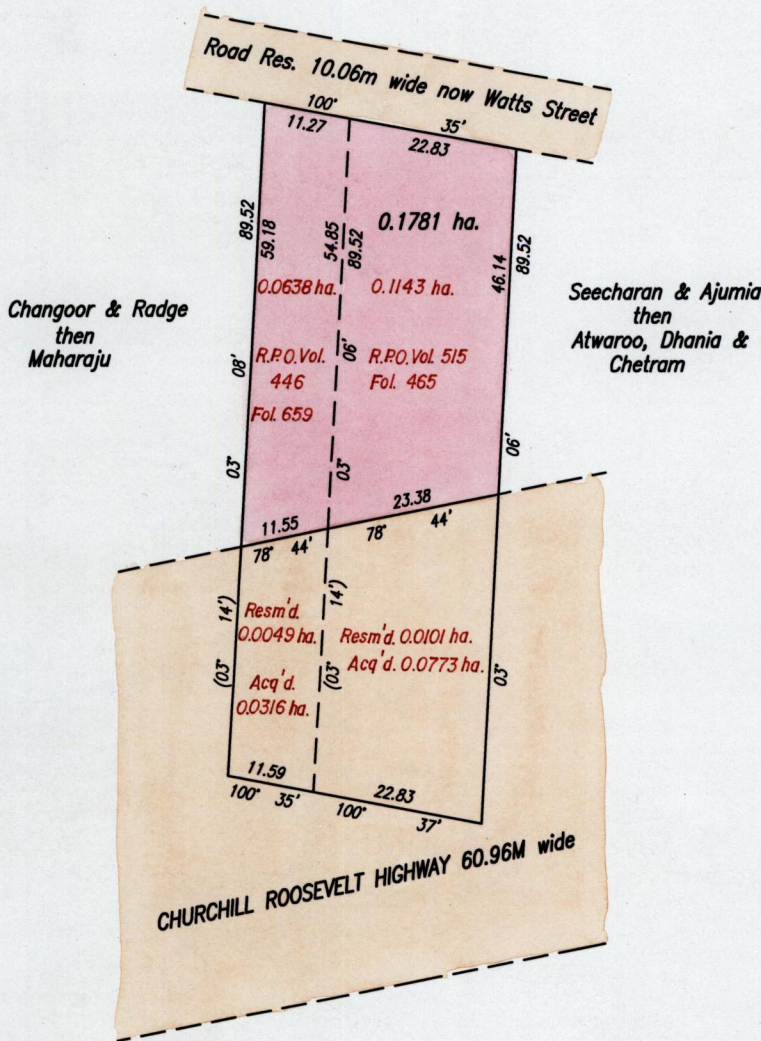 Road Res. 10.06m wide now Watts Street
100° 35'
11.27 22.83
0.1781 ha.
89.52
59.18
54.85
89.52
46.14
89.52
0.0638 ha. 0.1143 ha.
Changoor & Radge
then
Maharaju
Seecharan & Ajumia
then
Atwaroo, Dhania &
Chetram
R.P.O. Vol.
446
Fol. 659
R.P.O. Vol. 515
Fol. 465
03° 08'
03° 06'
03° 06'
11.55 23.38
78° 44' 78° 44'
(03° 14')
(03° 14')
Resm'd.
0.0049 ha.
Acq'd.
0.0316 ha.
Resm'd. 0.0101 ha.
Acq'd. 0.0773 ha.
11.59 22.83
100° 35' 100° 37'
CHURCHILL ROOSEVELT HIGHWAY 60.96M wide